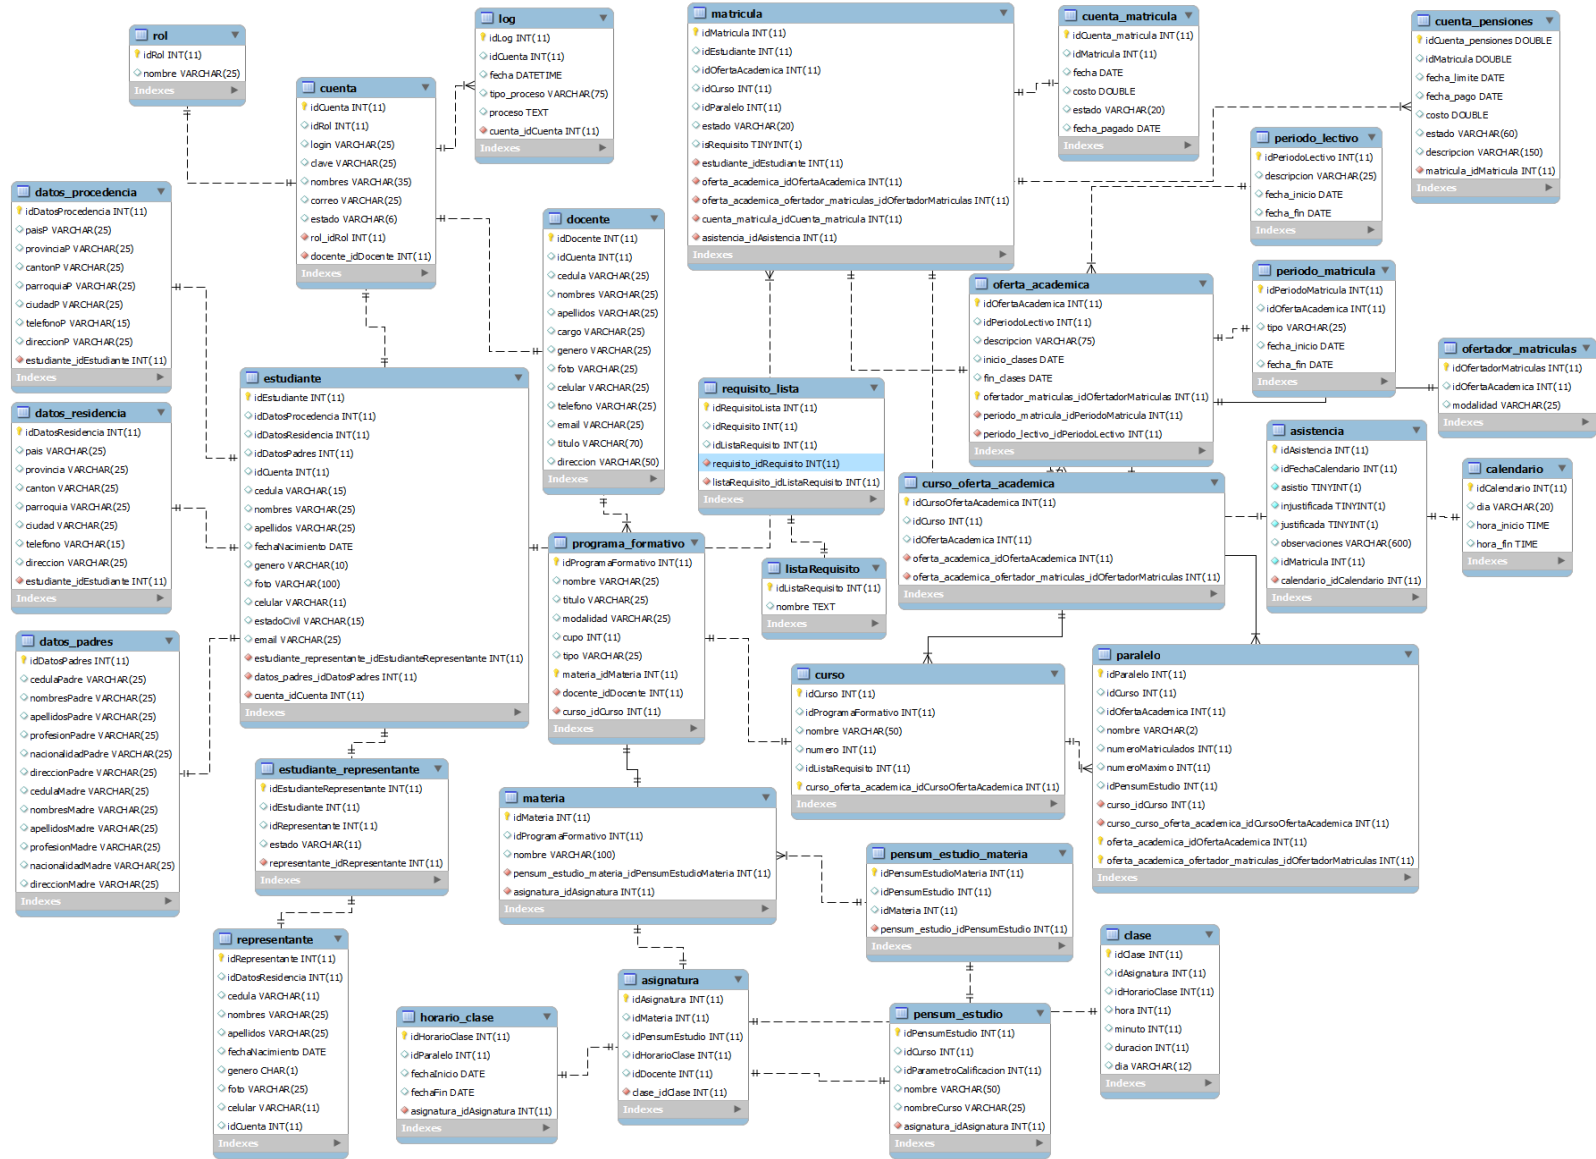 rol
idRol INT(11)
nombre VARCHAR(25)
Indexes
log
idLog INT(11)
idCuenta INT(11)
fecha DATETIME
tipo_proceso VARCHAR(75)
proceso TEXT
cuenta_idCuenta INT(11)
Indexes
cuenta
idCuenta INT(11)
idRol INT(11)
login VARCHAR(25)
clave VARCHAR(25)
nombres VARCHAR(35)
correo VARCHAR(25)
estado VARCHAR(6)
rol_idRol INT(11)
docente_idDocente INT(11)
Indexes
matricula
idMatricula INT(11)
idEstudiante INT(11)
idOfertaAcademica INT(11)
idCurso INT(11)
idParalelo INT(11)
estado VARCHAR(20)
isRequisito TINYINT(1)
estudiante_idEstudiante INT(11)
oferta_academica_idOfertaAcademica INT(11)
oferta_academica_ofertador_matriculas_idOfertadorMatriculas INT(11)
cuenta_matricula_idCuenta_matricula INT(11)
asistencia_idAsistencia INT(11)
Indexes
cuenta_matricula
idCuenta_matricula INT(11)
idMatricula INT(11)
fecha DATE
costo DOUBLE
estado VARCHAR(20)
fecha_pagado DATE
Indexes
cuenta_pensiones
idCuenta_pensiones DOUBLE
idMatricula DOUBLE
fecha_limite DATE
fecha_pago DATE
costo DOUBLE
estado VARCHAR(60)
descripcion VARCHAR(150)
matricula_idMatricula INT(11)
Indexes
periodo_lectivo
idPeriodoLectivo INT(11)
descripcion VARCHAR(25)
fecha_inicio DATE
fecha_fin DATE
Indexes
datos_procedencia
idDatosProcedencia INT(11)
paisP VARCHAR(25)
provinciaP VARCHAR(25)
cantonP VARCHAR(25)
parroquiaP VARCHAR(25)
ciudadP VARCHAR(25)
telefonoP VARCHAR(15)
direccionP VARCHAR(25)
estudiante_idEstudiante INT(11)
Indexes
docente
idDocente INT(11)
idCuenta INT(11)
cedula VARCHAR(25)
nombres VARCHAR(25)
apellidos VARCHAR(25)
cargo VARCHAR(25)
genero VARCHAR(25)
foto VARCHAR(25)
celular VARCHAR(25)
telefono VARCHAR(25)
email VARCHAR(25)
titulo VARCHAR(70)
direccion VARCHAR(50)
Indexes
oferta_academica
idOfertaAcademica INT(11)
idPeriodoLectivo INT(11)
descripcion VARCHAR(75)
inicio_clases DATE
fin_clases DATE
ofertador_matriculas_idOfertadorMatriculas INT(11)
periodo_matricula_idPeriodoMatricula INT(11)
periodo_lectivo_idPeriodoLectivo INT(11)
Indexes
periodo_matricula
idPeriodoMatricula INT(11)
idOfertaAcademica INT(11)
tipo VARCHAR(25)
fecha_inicio DATE
fecha_fin DATE
Indexes
ofertador_matriculas
idOfertadorMatriculas INT(11)
idOfertaAcademica INT(11)
modalidad VARCHAR(25)
Indexes
datos_residencia
idDatosResidencia INT(11)
pais VARCHAR(25)
provincia VARCHAR(25)
canton VARCHAR(25)
parroquia VARCHAR(25)
ciudad VARCHAR(25)
telefono VARCHAR(15)
direccion VARCHAR(25)
estudiante_idEstudiante INT(11)
Indexes
estudiante
idEstudiante INT(11)
idDatosProcedencia INT(11)
idDatosResidencia INT(11)
idDatosPadres INT(11)
idCuenta INT(11)
cedula VARCHAR(15)
nombres VARCHAR(25)
apellidos VARCHAR(25)
fechaNacimiento DATE
genero VARCHAR(10)
foto VARCHAR(100)
celular VARCHAR(11)
estadoCivil VARCHAR(15)
email VARCHAR(25)
estudiante_representante_idEstudianteRepresentante INT(11)
datos_padres_idDatosPadres INT(11)
cuenta_idCuenta INT(11)
Indexes
requisito_lista
idRequisitoLista INT(11)
idRequisito INT(11)
idListaRequisito INT(11)
requisito_idRequisito INT(11)
listaRequisito_idListaRequisito INT(11)
Indexes
asistencia
idAsistencia INT(11)
idFechaCalendario INT(11)
asistio TINYINT(1)
injustificada TINYINT(1)
justificada TINYINT(1)
observaciones VARCHAR(600)
idMatricula INT(11)
calendario_idCalendario INT(11)
Indexes
calendario
idCalendario INT(11)
dia VARCHAR(20)
hora_inicio TIME
hora_fin TIME
Indexes
curso_oferta_academica
idCursoOfertaAcademica INT(11)
idCurso INT(11)
idOfertaAcademica INT(11)
oferta_academica_idOfertaAcademica INT(11)
oferta_academica_ofertador_matriculas_idOfertadorMatriculas INT(11)
Indexes
programa_formativo
idProgramaFormativo INT(11)
nombre VARCHAR(25)
titulo VARCHAR(25)
modalidad VARCHAR(25)
cupo INT(11)
tipo VARCHAR(25)
materia_idMateria INT(11)
docente_idDocente INT(11)
curso_idCurso INT(11)
Indexes
listaRequisito
idListaRequisito INT(11)
nombre TEXT
Indexes
datos_padres
idDatosPadres INT(11)
cedulaPadre VARCHAR(25)
nombresPadre VARCHAR(25)
apellidosPadre VARCHAR(25)
profesionPadre VARCHAR(25)
nacionalidadPadre VARCHAR(25)
direccionPadre VARCHAR(25)
cedulaMadre VARCHAR(25)
nombresMadre VARCHAR(25)
apellidosMadre VARCHAR(25)
profesionMadre VARCHAR(25)
nacionalidadMadre VARCHAR(25)
direccionMadre VARCHAR(25)
Indexes
curso
idCurso INT(11)
idProgramaFormativo INT(11)
nombre VARCHAR(50)
numero INT(11)
idListaRequisito INT(11)
curso_oferta_academica_idCursoOfertaAcademica INT(11)
Indexes
paralelo
idParalelo INT(11)
idCurso INT(11)
idOfertaAcademica INT(11)
nombre VARCHAR(2)
numeroMatriculados INT(11)
numeroMaximo INT(11)
idPensumEstudio INT(11)
curso_idCurso INT(11)
curso_curso_oferta_academica_idCursoOfertaAcademica INT(11)
oferta_academica_idOfertaAcademica INT(11)
oferta_academica_ofertador_matriculas_idOfertadorMatriculas INT(11)
Indexes
estudiante_representante
idEstudianteRepresentante INT(11)
idEstudiante INT(11)
idRepresentante INT(11)
estado VARCHAR(11)
representante_idRepresentante INT(11)
Indexes
materia
idMateria INT(11)
idProgramaFormativo INT(11)
nombre VARCHAR(100)
pensum_estudio_materia_idPensumEstudioMateria INT(11)
asignatura_idAsignatura INT(11)
Indexes
pensum_estudio_materia
idPensumEstudioMateria INT(11)
idPensumEstudio INT(11)
idMateria INT(11)
pensum_estudio_idPensumEstudio INT(11)
Indexes
representante
idRepresentante INT(11)
idDatosResidencia INT(11)
cedula VARCHAR(11)
nombres VARCHAR(25)
apellidos VARCHAR(25)
fechaNacimiento DATE
genero CHAR(1)
foto VARCHAR(25)
celular VARCHAR(11)
idCuenta INT(11)
Indexes
clase
idClase INT(11)
idAsignatura INT(11)
idHorarioClase INT(11)
hora INT(11)
minuto INT(11)
duracion INT(11)
dia VARCHAR(12)
Indexes
asignatura
idAsignatura INT(11)
idMateria INT(11)
idPensumEstudio INT(11)
idHorarioClase INT(11)
idDocente INT(11)
clase_idClase INT(11)
Indexes
horario_clase
idHorarioClase INT(11)
idParalelo INT(11)
fechaInicio DATE
fechaFin DATE
asignatura_idAsignatura INT(11)
Indexes
pensum_estudio
idPensumEstudio INT(11)
idCurso INT(11)
idParametroCalificacion INT(11)
nombre VARCHAR(50)
nombreCurso VARCHAR(25)
asignatura_idAsignatura INT(11)
Indexes